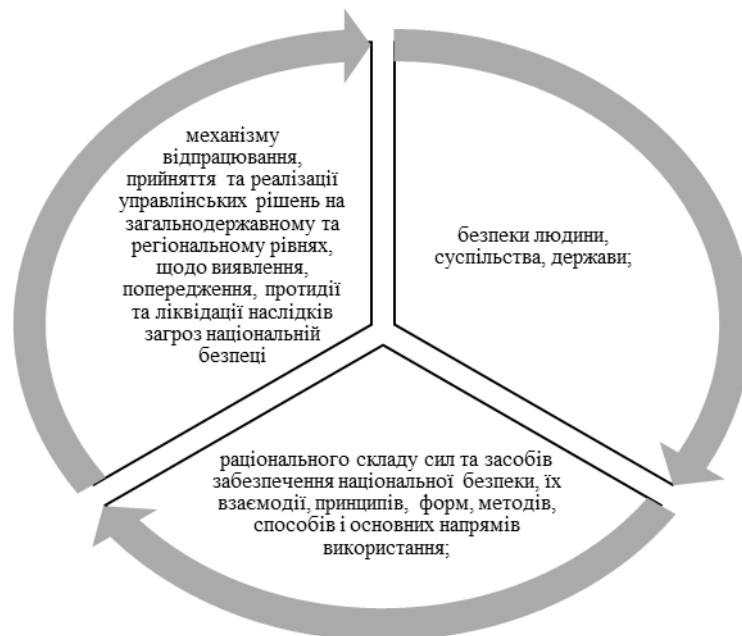 механізму
відпрацювання,
прийняття та реалізації
управлінських рішень на
загальнодержавному та
регіональному рівнях,
щодо виявлення,
попередження, протидії
та ліквідації наслідків
загроз національній
безпеці
безпеки людини,
суспільства, держави;
раціонального складу сил та засобів
забезпечення національної безпеки, їх
взаємодії, принципів, форм, методів,
способів і основних напрямів
використання;